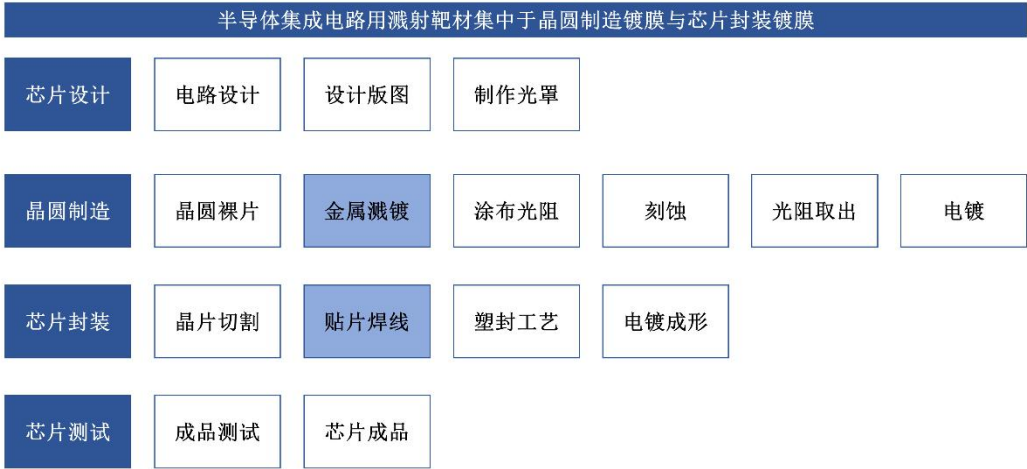 半导体集成电路用溅射靶材集中于晶圆制造镀膜与芯片封装镀膜
芯片设计 电路设计 设计版图 制作光罩
晶圆制造 晶圆裸片 金属溅镀 涂布光阻 刻蚀 光阻取出 电镀
芯片封装 晶片切割 贴片焊线 塑封工艺 电镀成形
芯片测试 成品测试 芯片成品